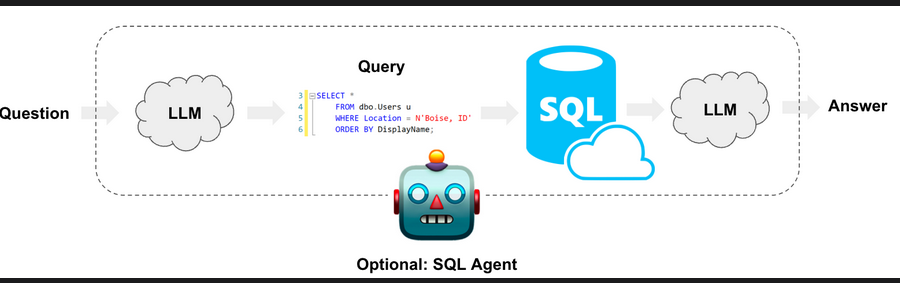 Question
LLM
Query
3 SELECT *
4 FROM dbo.Users u
5 WHERE Location = N'Boise, ID'
6 ORDER BY DisplayName;
SQL
LLM
Answer
Optional: SQL Agent